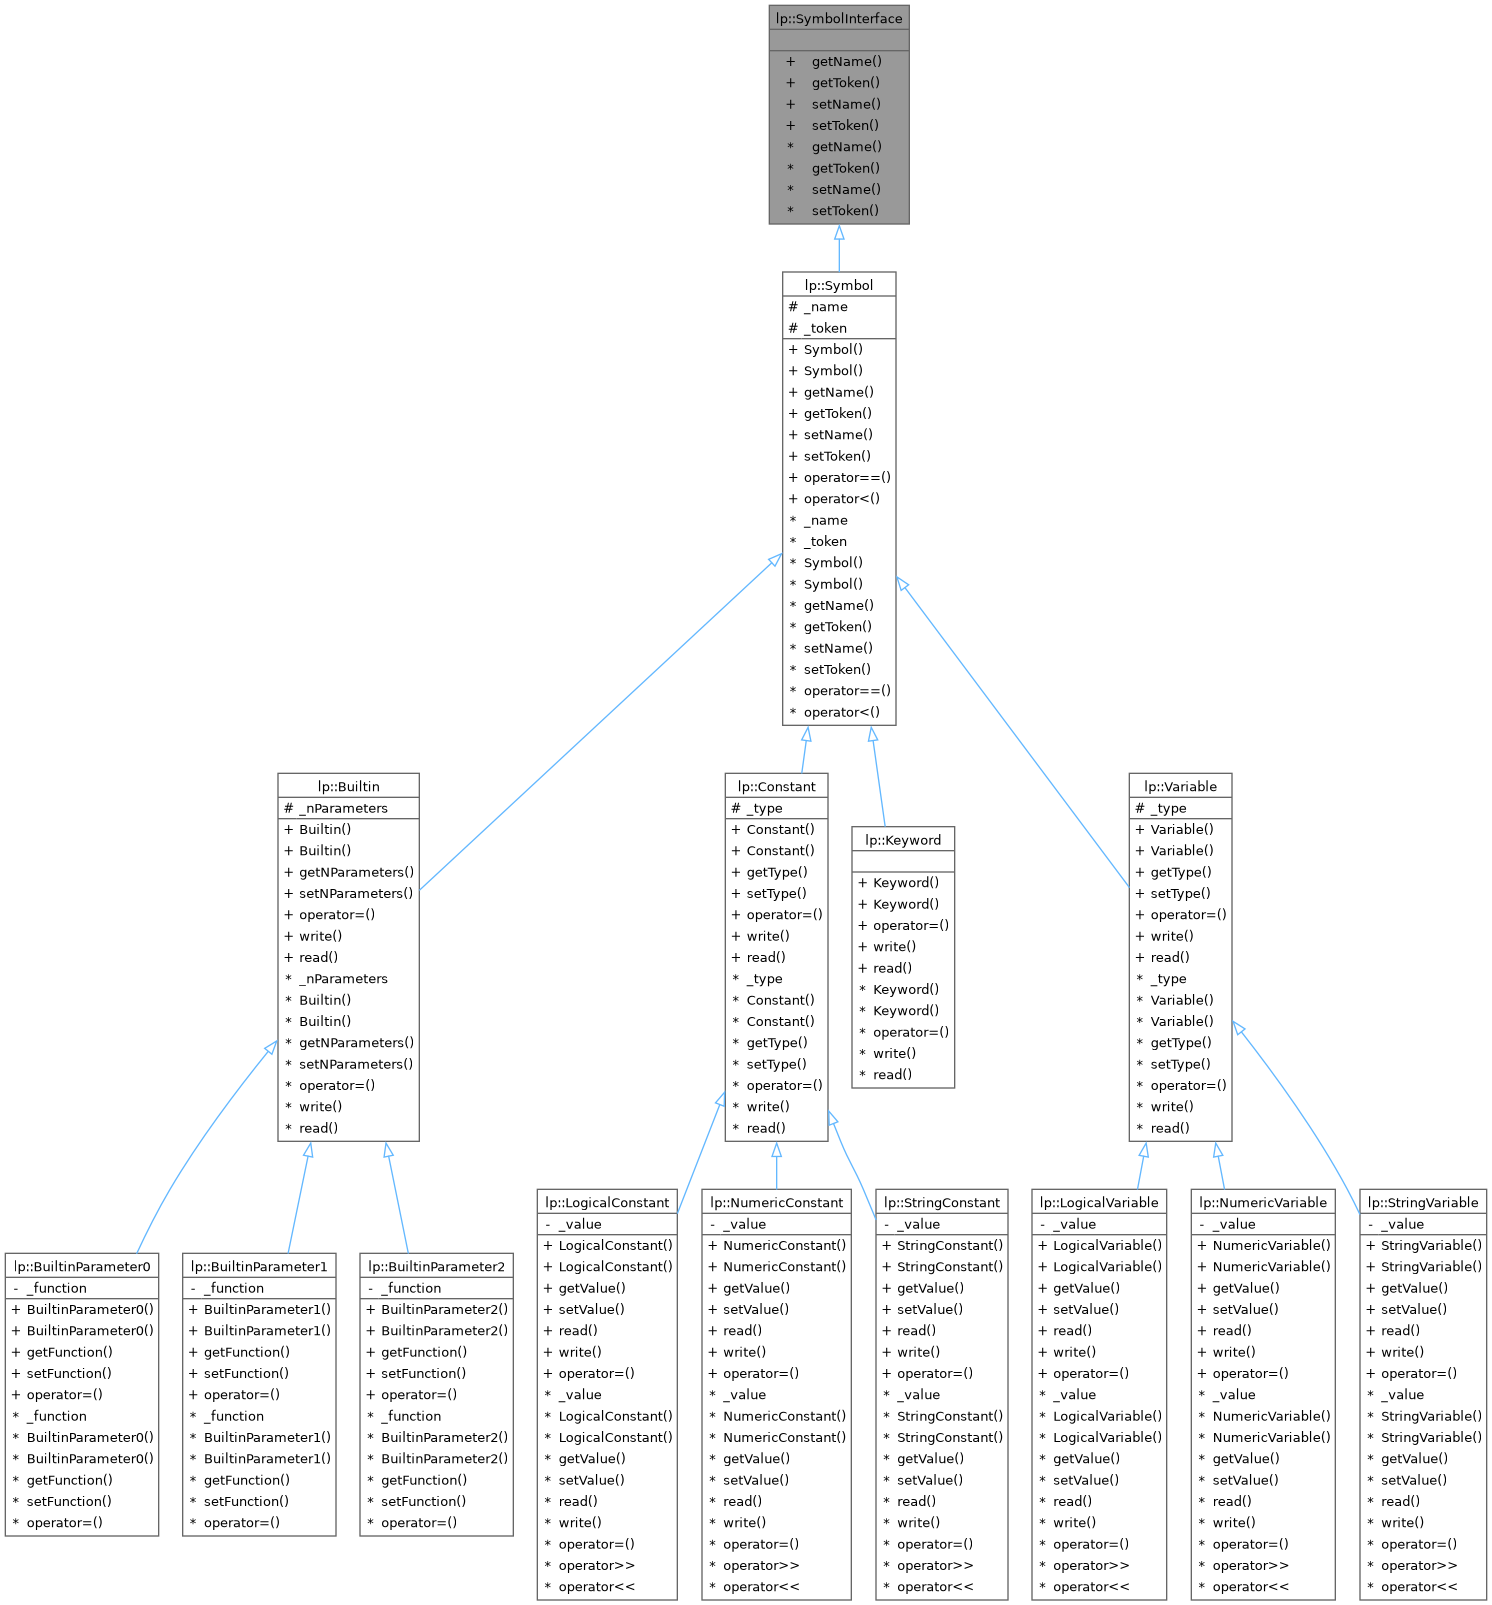 lp::SymbolInterface
+ getName()
+ getToken()
+ setName()
+ setToken()
* getName()
* getToken()
* setName()
* setToken()
lp::Symbol
# _name
# _token
+ Symbol()
+ Symbol()
+ getName()
+ getToken()
+ setName()
+ setToken()
+ operator==()
+ operator<()
* _name
* _token
* Symbol()
* Symbol()
* getName()
* getToken()
* setName()
* setToken()
* operator==()
* operator<()
lp::Builtin
# _nParameters
+ Builtin()
+ Builtin()
+ getNParameters()
+ setNParameters()
+ operator=()
+ write()
+ read()
* _nParameters
* Builtin()
* Builtin()
* getNParameters()
* setNParameters()
* operator=()
* write()
* read()
lp::Constant
# _type
+ Constant()
+ Constant()
+ getType()
+ setType()
+ operator=()
+ write()
+ read()
* _type
* Constant()
* Constant()
* getType()
* setType()
* operator=()
* write()
* read()
lp::Keyword
+ Keyword()
+ Keyword()
+ operator=()
+ write()
+ read()
* Keyword()
* Keyword()
* operator=()
* write()
* read()
lp::Variable
# _type
+ Variable()
+ Variable()
+ getType()
+ setType()
+ operator=()
+ write()
+ read()
* _type
* Variable()
* Variable()
* getType()
* setType()
* operator=()
* write()
* read()
lp::BuiltinParameter0
- _function
+ BuiltinParameter0()
+ BuiltinParameter0()
+ getFunction()
+ setFunction()
+ operator=()
* _function
* BuiltinParameter0()
* BuiltinParameter0()
* getFunction()
* setFunction()
* operator=()
lp::BuiltinParameter1
- _function
+ BuiltinParameter1()
+ BuiltinParameter1()
+ getFunction()
+ setFunction()
+ operator=()
* _function
* BuiltinParameter1()
* BuiltinParameter1()
* getFunction()
* setFunction()
* operator=()
lp::BuiltinParameter2
- _function
+ BuiltinParameter2()
+ BuiltinParameter2()
+ getFunction()
+ setFunction()
+ operator=()
* _function
* BuiltinParameter2()
* BuiltinParameter2()
* getFunction()
* setFunction()
* operator=()
lp::LogicalConstant
- _value
+ LogicalConstant()
+ LogicalConstant()
+ getValue()
+ setValue()
+ read()
+ write()
+ operator=()
* _value
* LogicalConstant()
* LogicalConstant()
* getValue()
* setValue()
* read()
* write()
* operator=()
* operator>>
* operator<<
lp::NumericConstant
- _value
+ NumericConstant()
+ NumericConstant()
+ getValue()
+ setValue()
+ read()
+ write()
+ operator=()
* _value
* NumericConstant()
* NumericConstant()
* getValue()
* setValue()
* read()
* write()
* operator=()
* operator>>
* operator<<
lp::StringConstant
- _value
+ StringConstant()
+ StringConstant()
+ getValue()
+ setValue()
+ read()
+ write()
+ operator=()
* _value
* StringConstant()
* StringConstant()
* getValue()
* setValue()
* read()
* write()
* operator=()
* operator>>
* operator<<
lp::LogicalVariable
- _value
+ LogicalVariable()
+ LogicalVariable()
+ getValue()
+ setValue()
+ read()
+ write()
+ operator=()
* _value
* LogicalVariable()
* LogicalVariable()
* getValue()
* setValue()
* read()
* write()
* operator=()
* operator>>
* operator<<
lp::NumericVariable
- _value
+ NumericVariable()
+ NumericVariable()
+ getValue()
+ setValue()
+ read()
+ write()
+ operator=()
* _value
* NumericVariable()
* NumericVariable()
* getValue()
* setValue()
* read()
* write()
* operator=()
* operator>>
* operator<<
lp::StringVariable
- _value
+ StringVariable()
+ StringVariable()
+ getValue()
+ setValue()
+ read()
+ write()
+ operator=()
* _value
* StringVariable()
* StringVariable()
* getValue()
* setValue()
* read()
* write()
* operator=()
* operator>>
* operator<<